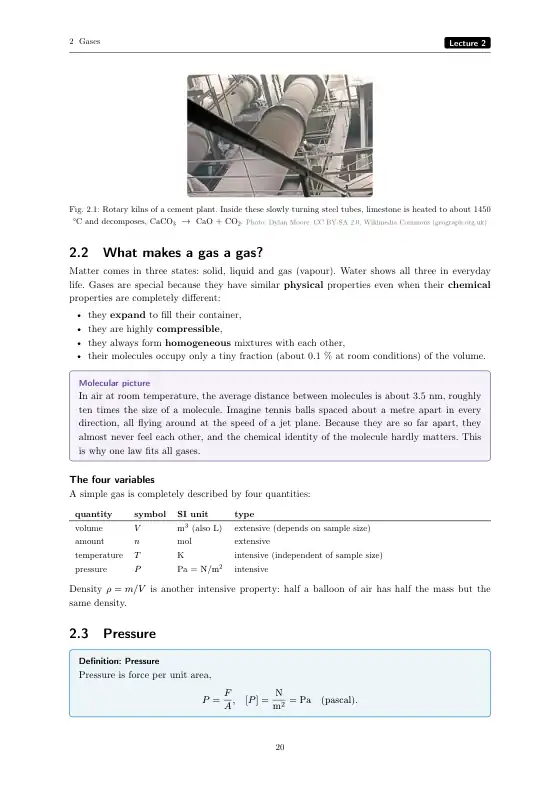 2 Gases
Lecture 2
Fig. 2.1: Rotary kilns of a cement plant. Inside these slowly turning steel tubes, limestone is heated to about 1450
°C and decomposes, CaCO₃ → CaO + CO₂. Photo: Dylan Moore, CC BY-SA 2.0, Wikimedia Commons (geograph.org.uk)
2.2 What makes a gas a gas?
Matter comes in three states: solid, liquid and gas (vapour). Water shows all three in everyday
life. Gases are special because they have similar physical properties even when their chemical
properties are completely different:
• they expand to fill their container,
• they are highly compressible,
• they always form homogeneous mixtures with each other,
• their molecules occupy only a tiny fraction (about 0.1 % at room conditions) of the volume.
Molecular picture
In air at room temperature, the average distance between molecules is about 3.5 nm, roughly
ten times the size of a molecule. Imagine tennis balls spaced about a metre apart in every
direction, all flying around at the speed of a jet plane. Because they are so far apart, they
almost never feel each other, and the chemical identity of the molecule hardly matters. This
is why one law fits all gases.
The four variables
A simple gas is completely described by four quantities:
quantity symbol SI unit type
volume V m³ (also L) extensive (depends on sample size)
amount n mol extensive
temperature T K intensive (independent of sample size)
pressure P Pa = N/m² intensive
Density ρ = m/V is another intensive property: half a balloon of air has half the mass but the
same density.
2.3 Pressure
Definition: Pressure
Pressure is force per unit area,
P = F/A, [P] = N/m² = Pa (pascal).
20